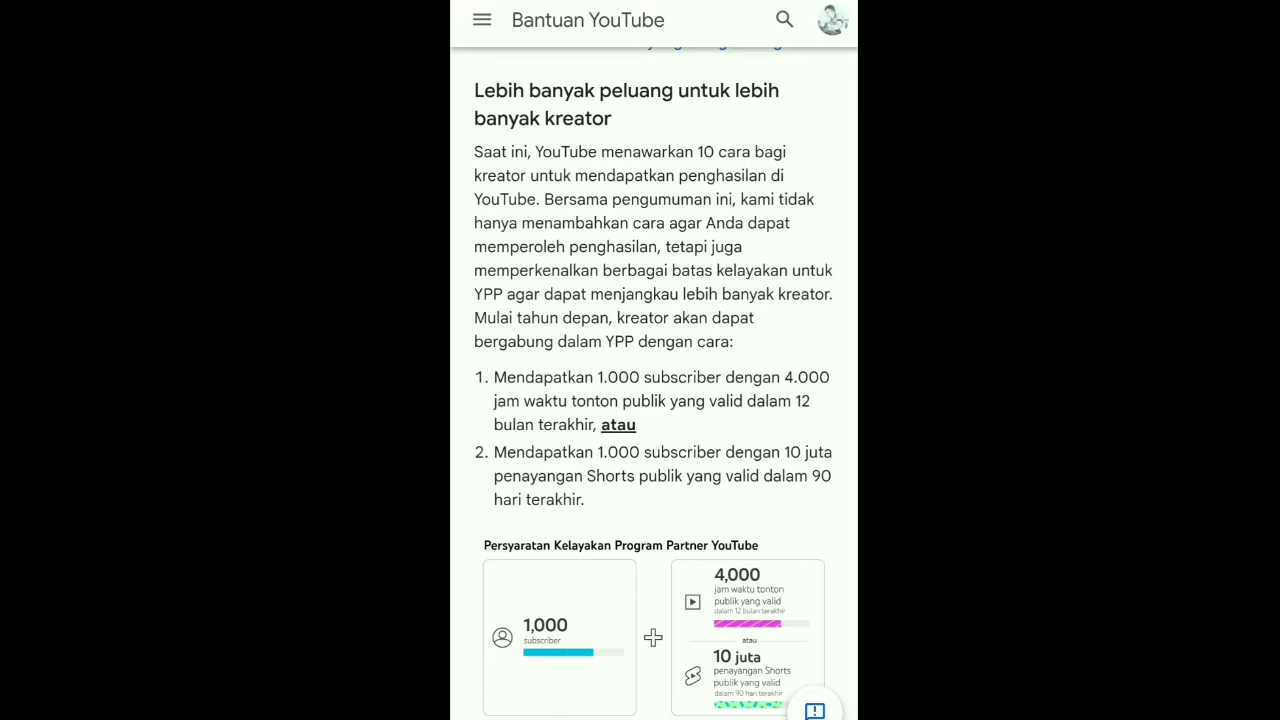 Bantuan YouTube
Lebih banyak peluang untuk lebih
banyak kreator
Saat ini, YouTube menawarkan 10 cara bagi
kreator untuk mendapatkan penghasilan di
YouTube. Bersama pengumuman ini, kami tidak
hanya menambahkan cara agar Anda dapat
memperoleh penghasilan, tetapi juga
memperkenalkan berbagai batas kelayakan untuk
YPP agar dapat menjangkau lebih banyak kreator.
Mulai tahun depan, kreator akan dapat
bergabung dalam YPP dengan cara:
1. Mendapatkan 1.000 subscriber dengan 4.000
jam waktu tonton publik yang valid dalam 12
bulan terakhir, atau
2. Mendapatkan 1.000 subscriber dengan 10 juta
penayangan Shorts publik yang valid dalam 90
hari terakhir.
Persyaratan Kelayakan Program Partner YouTube
1,000
subscriber
4,000
jam waktu tonton
publik yang valid
dalam 12 bulan terakhir
atau
10 juta
penayangan Shorts
publik yang valid
dalam 90 hari terakhir